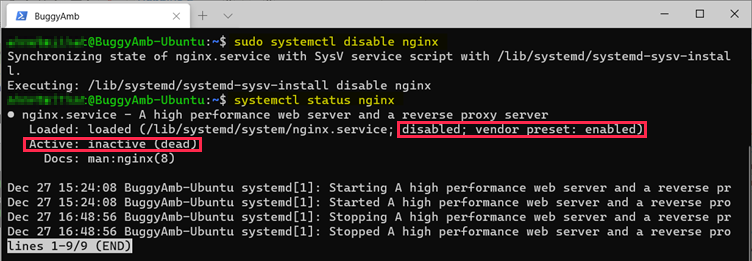 BuggyAmb
@BuggyAmb-Ubuntu:~$ sudo systemctl disable nginx
Synchronizing state of nginx.service with SysV service script with /lib/systemd/systemd-sysv-instal
l.
Executing: /lib/systemd/systemd-sysv-install disable nginx
@BuggyAmb-Ubuntu:~$ systemctl status nginx
● nginx.service - A high performance web server and a reverse proxy server
Loaded: loaded (/lib/systemd/system/nginx.service; disabled; vendor preset: enabled)
Active: inactive (dead)
Docs: man:nginx(8)
Dec 27 15:24:08 BuggyAmb-Ubuntu systemd[1]: Starting A high performance web server and a reverse pr
Dec 27 15:24:08 BuggyAmb-Ubuntu systemd[1]: Started A high performance web server and a reverse pro
Dec 27 16:48:56 BuggyAmb-Ubuntu systemd[1]: Stopping A high performance web server and a reverse pr
Dec 27 16:48:56 BuggyAmb-Ubuntu systemd[1]: Stopped A high performance web server and a reverse pro
lines 1-9/9 (END)